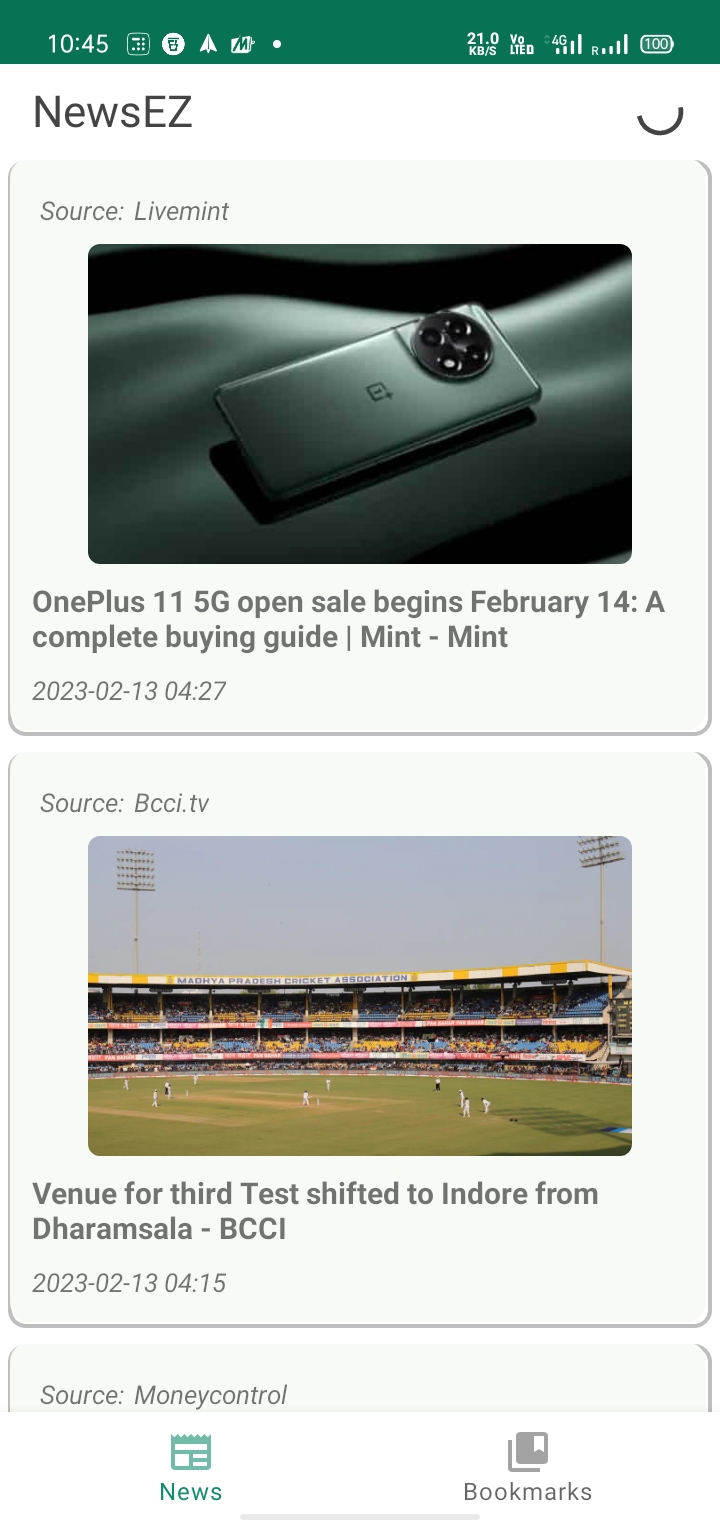 10:45
21.0 KB/S
Vo LTED
4G
R
100
NewsEZ
Source: Livemint
OnePlus 11 5G open sale begins February 14: A
complete buying guide | Mint - Mint
2023-02-13 04:27
Source: Bcci.tv
MADHYA PRADESH CRICKET ASSOCIATION
Venue for third Test shifted to Indore from
Dharamsala - BCCI
2023-02-13 04:15
Source: Moneycontrol
News
Bookmarks